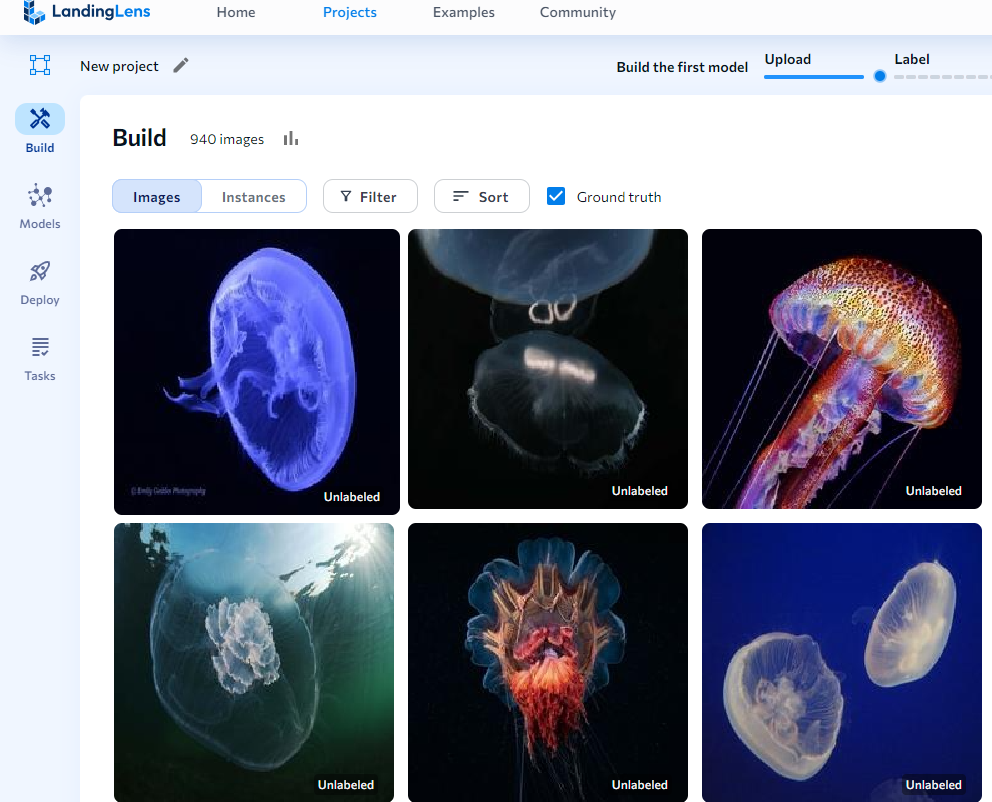 LandingLens
Home
Projects
Examples
Community
New project
Build the first model
Upload
Label
Build
Build
940 images
Images
Instances
Filter
Sort
Ground truth
Models
Deploy
Tasks
© Emily Geddes Photography
Unlabeled
Unlabeled
Unlabeled
Unlabeled
Unlabeled
Unlabeled